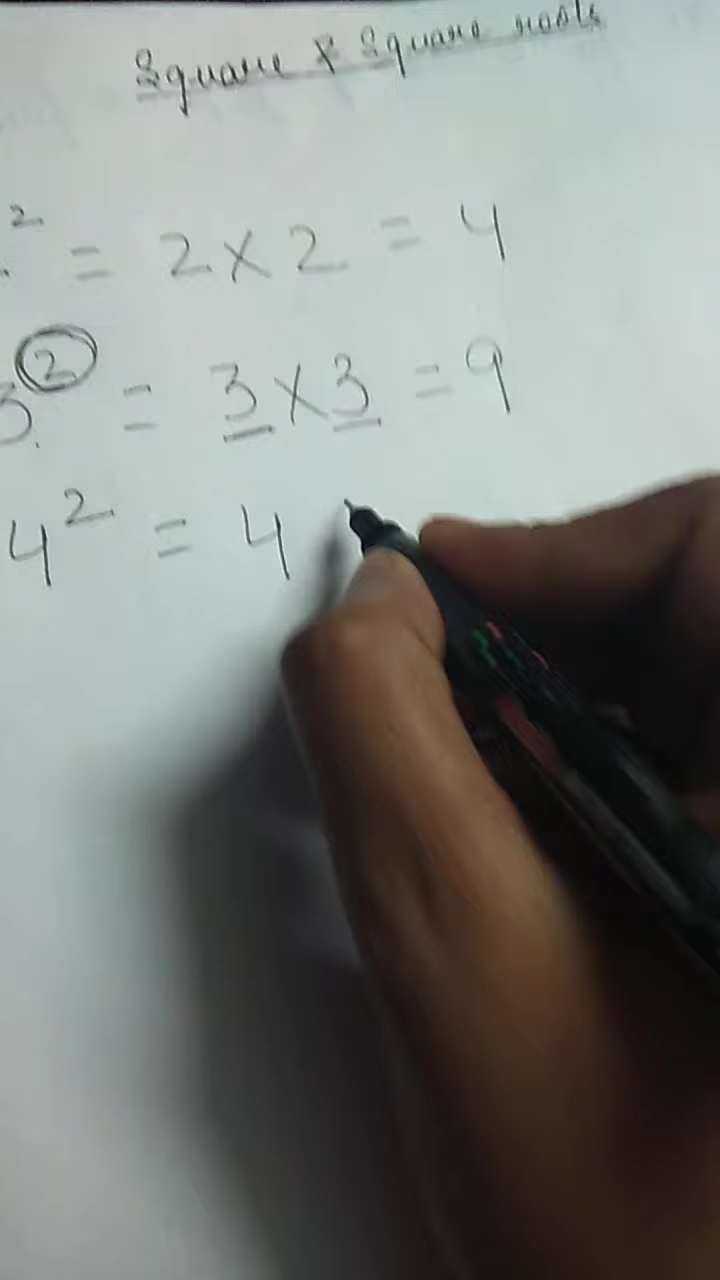 Square & Square roots
² = 2 × 2 = 4
3² = 3 × 3 = 9
4² = 4